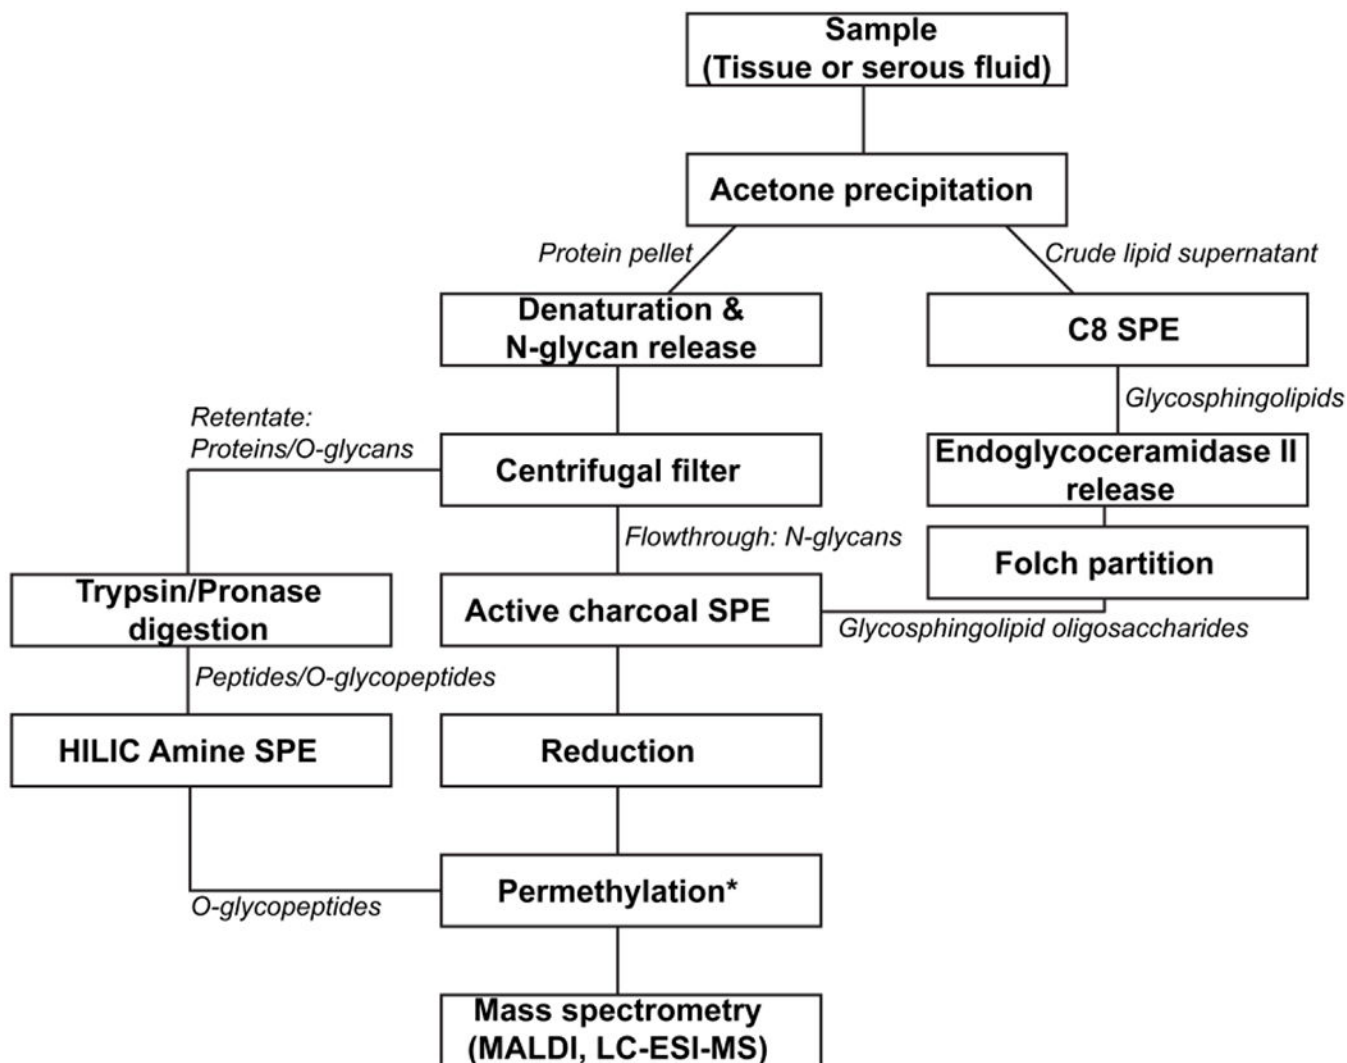 Sample
(Tissue or serous fluid)
Acetone precipitation
Protein pellet
Crude lipid supernatant
Denaturation &
N-glycan release
C8 SPE
Glycosphingolipids
Retentate:
Proteins/O-glycans
Centrifugal filter
Endoglycoceramidase II
release
Flowthrough: N-glycans
Folch partition
Trypsin/Pronase
digestion
Active charcoal SPE
Glycosphingolipid oligosaccharides
Peptides/O-glycopeptides
HILIC Amine SPE
Reduction
Permethylation*
O-glycopeptides
Mass spectrometry
(MALDI, LC-ESI-MS)